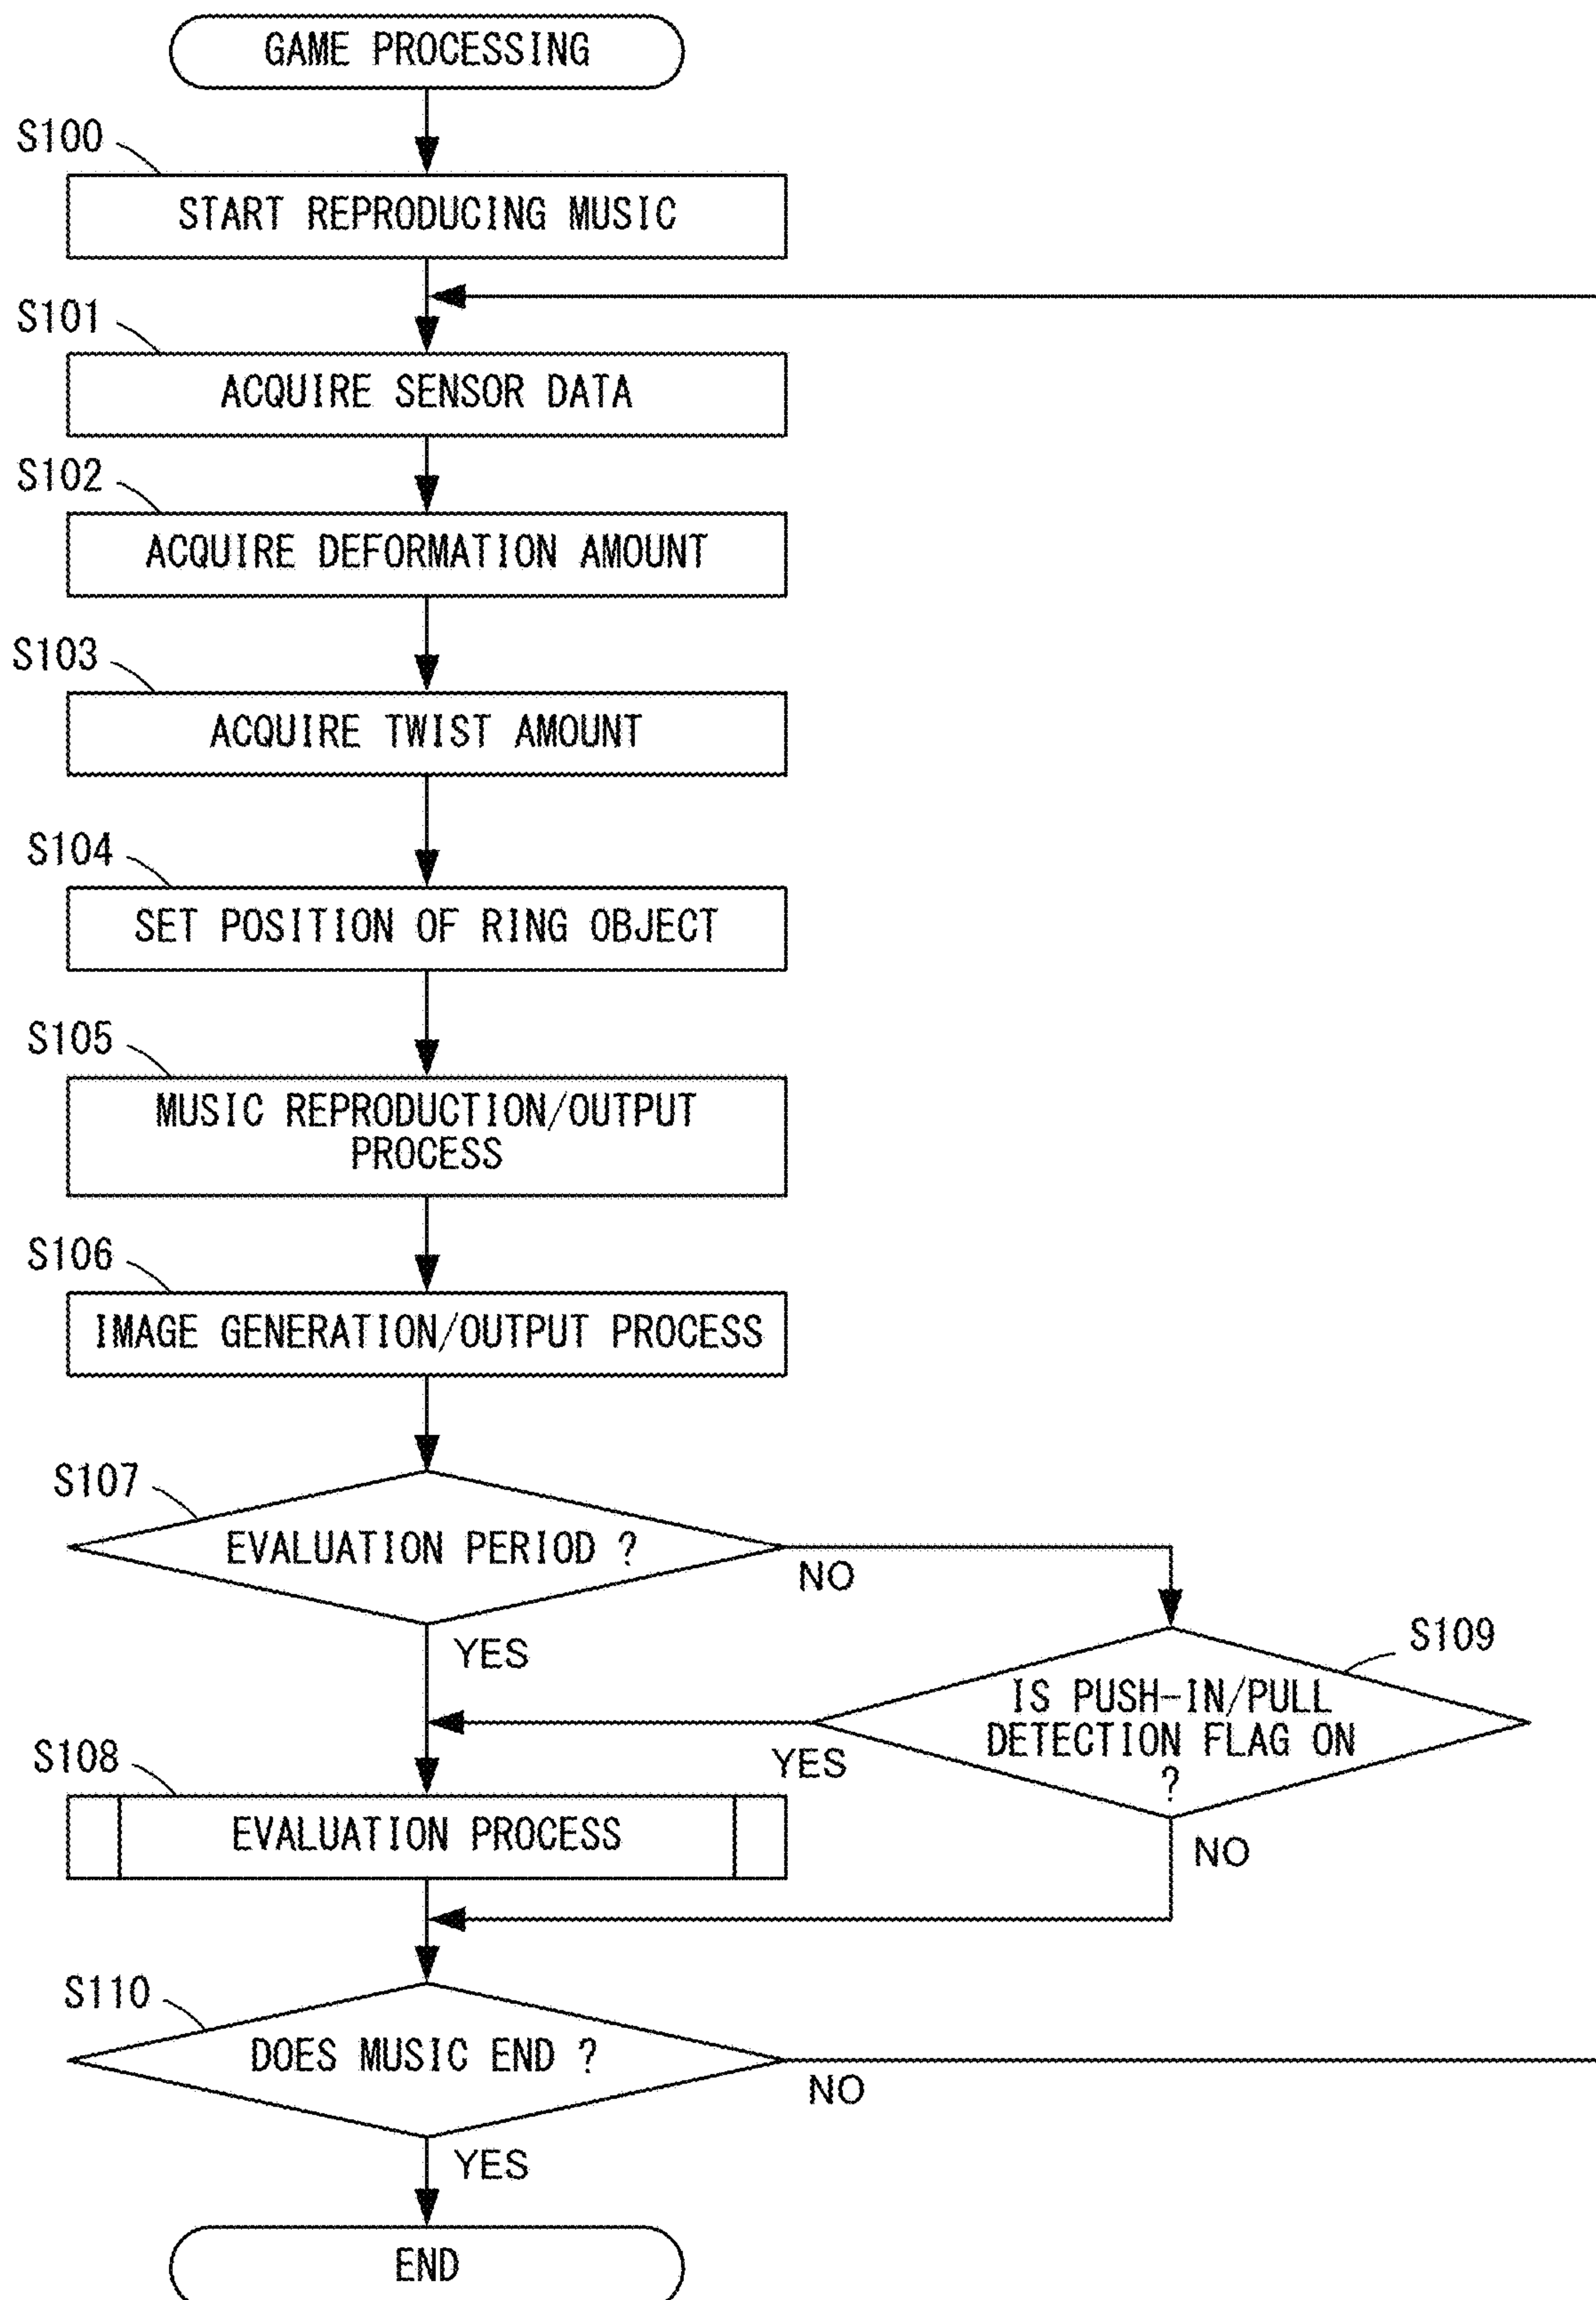 GAME PROCESSING
S100
START REPRODUCING MUSIC
S101
ACQUIRE SENSOR DATA
S102
ACQUIRE DEFORMATION AMOUNT
S103
ACQUIRE TWIST AMOUNT
S104
SET POSITION OF RING OBJECT
S105
MUSIC REPRODUCTION/OUTPUT
PROCESS
S106
IMAGE GENERATION/OUTPUT PROCESS
S107
EVALUATION PERIOD ?
NO
YES
S109
IS PUSH-IN/PULL
DETECTION FLAG ON
?
YES
NO
S108
EVALUATION PROCESS
S110
DOES MUSIC END ?
NO
YES
END